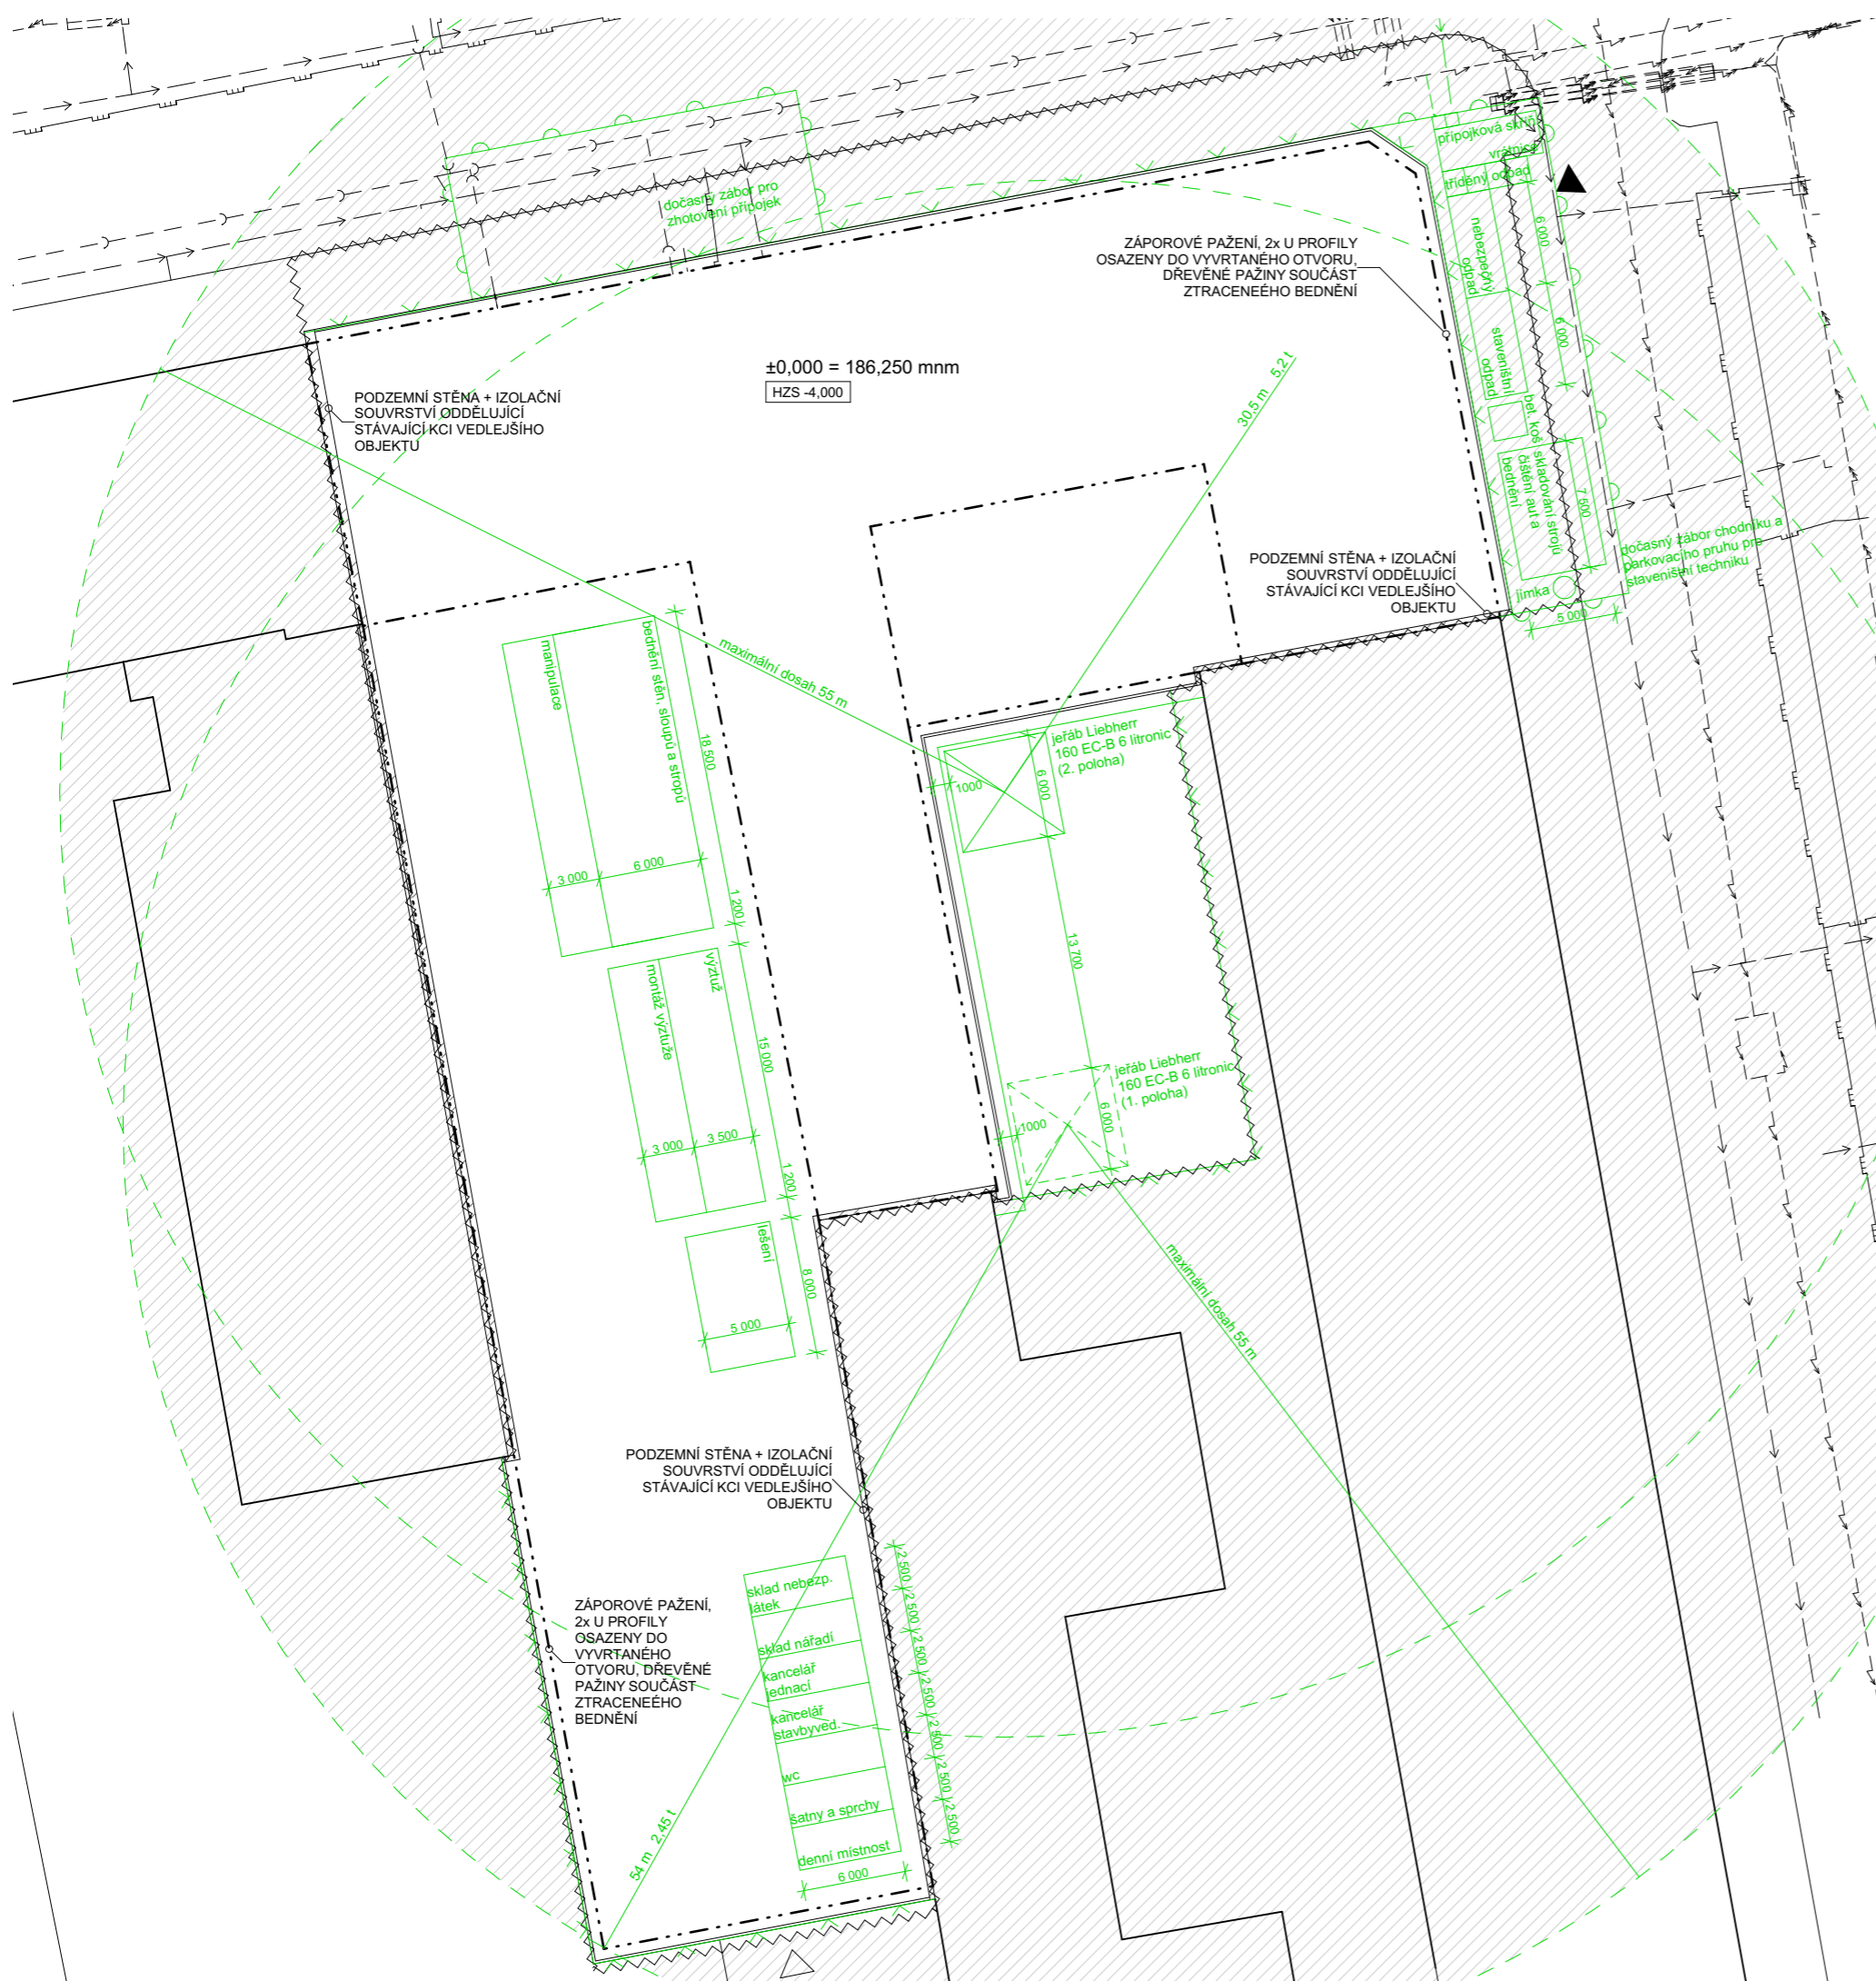 přípojková skříň
vrátnice
tříděný odpad
nebezpečný
odpad
staveništní
odpad
bet. koš
skladování strojů
čištění aut a
bednění
jímka
6 000
6 000
7 500
5 000
dočasný zábor chodníku a
parkovacího pruhu pro
staveništní techniku
dočasný zábor pro
zhotovení přípojek
ZÁPOROVÉ PAŽENÍ, 2x U PROFILY
OSAZENY DO VYVRTANÉHO OTVORU,
DŘEVĚNÉ PAŽINY SOUČÁST
ZTRACENEÉHO BEDNĚNÍ
±0,000 = 186,250 mnm
HZS -4,000
30,5 m 5,2 t
PODZEMNÍ STĚNA + IZOLAČNÍ
SOUVRSTVÍ ODDĚLUJÍCÍ
STÁVAJÍCÍ KCI VEDLEJŠÍHO
OBJEKTU
PODZEMNÍ STĚNA + IZOLAČNÍ
SOUVRSTVÍ ODDĚLUJÍCÍ
STÁVAJÍCÍ KCI VEDLEJŠÍHO
OBJEKTU
maximální dosah 55 m
manipulace
bednění stěn, sloupů a stropů
18 500
3 000
6 000
1 200
jeřáb Liebherr
160 EC-B 6 litronic
(2. poloha)
1000
6 000
13 700
výztuž
montáž výztuže
15 000
3 000
3 500
1 200
jeřáb Liebherr
160 EC-B 6 litronic
(1. poloha)
1000
6 000
lešení
8 000
5 000
maximální dosah 55 m
PODZEMNÍ STĚNA + IZOLAČNÍ
SOUVRSTVÍ ODDĚLUJÍCÍ
STÁVAJÍCÍ KCI VEDLEJŠÍHO
OBJEKTU
ZÁPOROVÉ PAŽENÍ,
2x U PROFILY
OSAZENY DO
VYVRTANÉHO
OTVORU, DŘEVĚNÉ
PAŽINY SOUČÁST
ZTRACENEÉHO
BEDNĚNÍ
sklad nebezp.
látek
sklad nářadí
kancelář
jednací
kancelář
stavbyved.
wc
šatny a sprchy
denní místnost
2 500
2 500
2 500
2 500
2 500
2 500
2 500
6 000
54 m 2,45 t